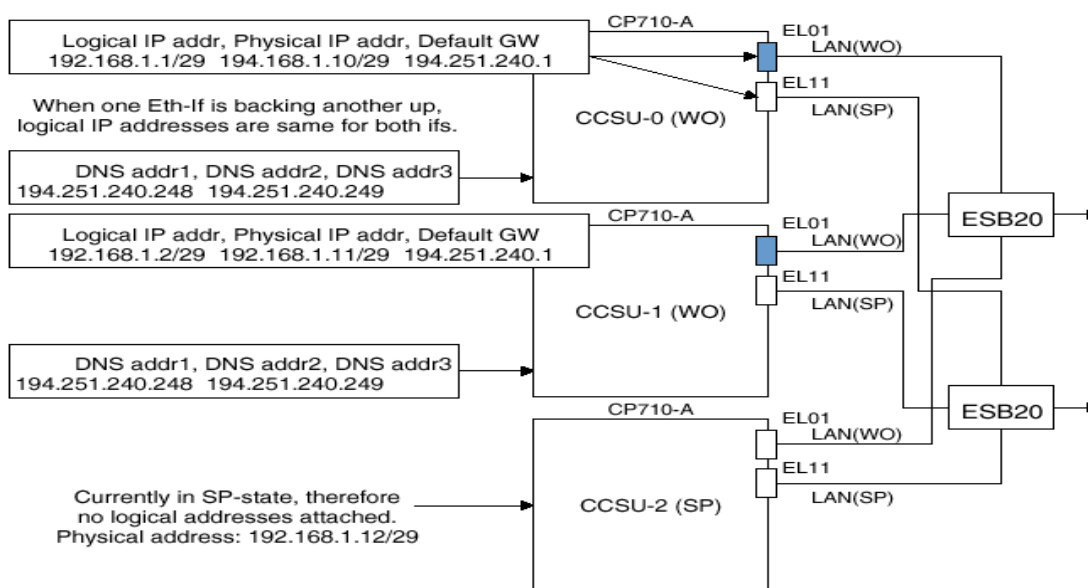 CP710-A
Logical IP addr, Physical IP addr, Default GW
192.168.1.1/29 194.168.1.10/29 194.251.240.1
EL01
LAN(WO)
EL11
LAN(SP)
When one Eth-If is backing another up,
logical IP addresses are same for both ifs.
CCSU-0 (WO)
DNS addr1, DNS addr2, DNS addr3
194.251.240.248 194.251.240.249
ESB20
CP710-A
Logical IP addr, Physical IP addr, Default GW
192.168.1.2/29 192.168.1.11/29 194.251.240.1
EL01
LAN(WO)
EL11
LAN(SP)
CCSU-1 (WO)
DNS addr1, DNS addr2, DNS addr3
194.251.240.248 194.251.240.249
ESB20
CP710-A
EL01
LAN(WO)
EL11
LAN(SP)
Currently in SP-state, therefore
no logical addresses attached.
Physical address: 192.168.1.12/29
CCSU-2 (SP)